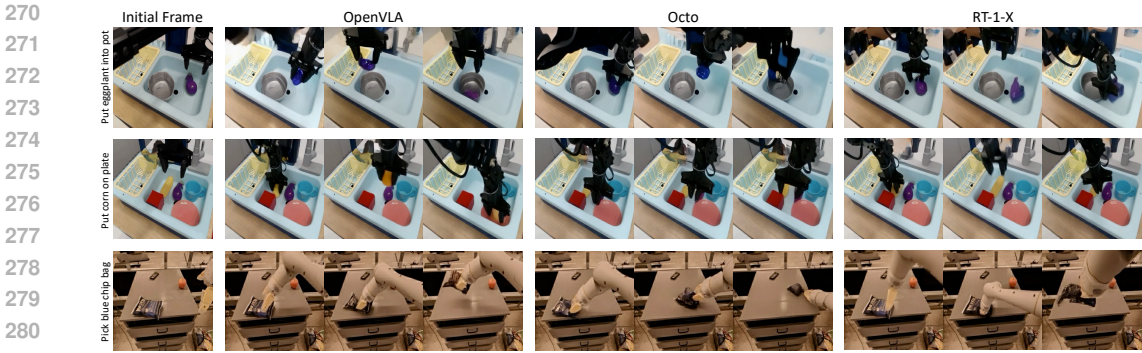 270
Initial Frame OpenVLA Octo RT-1-X
271
272
273
Put eggplant into pot
274
275
276
277
Put corn on plate
278
279
280
Pick blue chip bag